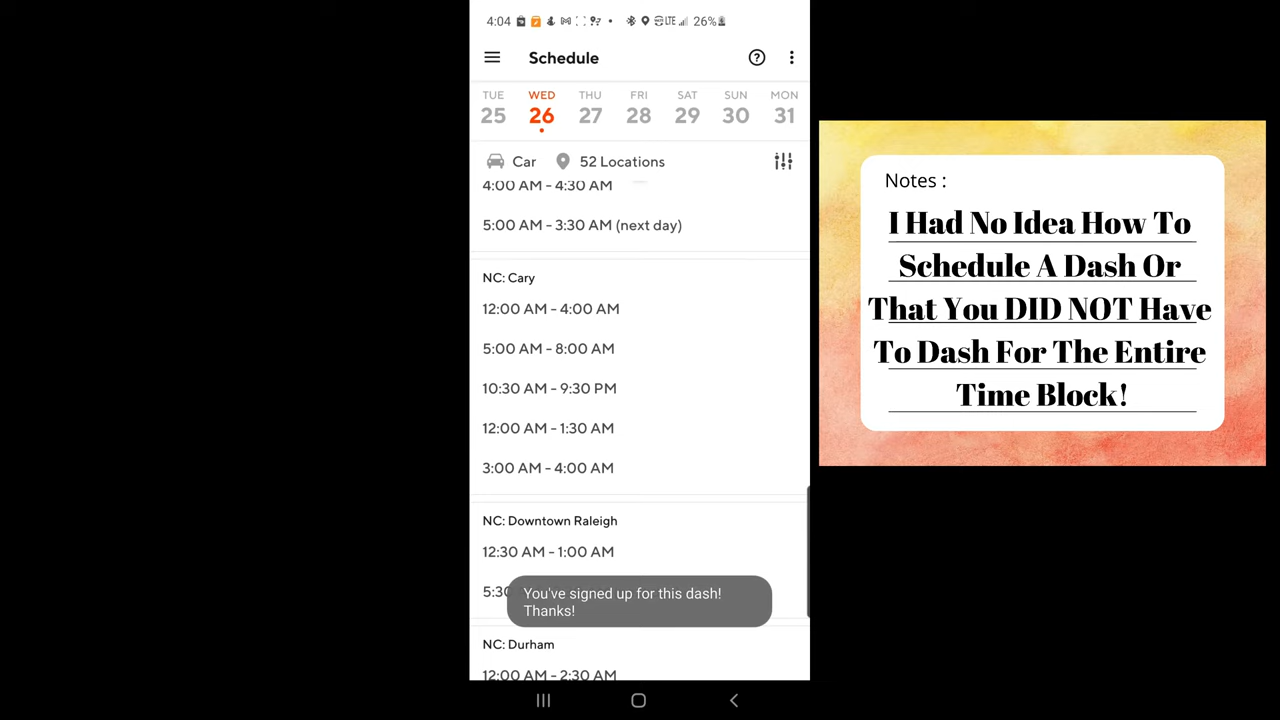 4:04
LTE 26%
Schedule
TUE WED THU FRI SAT SUN MON
25 26 27 28 29 30 31
Car 52 Locations
4:00 AM - 4:30 AM
5:00 AM - 3:30 AM (next day)
NC: Cary
12:00 AM - 4:00 AM
5:00 AM - 8:00 AM
10:30 AM - 9:30 PM
12:00 AM - 1:30 AM
3:00 AM - 4:00 AM
NC: Downtown Raleigh
12:30 AM - 1:00 AM
5:30
You've signed up for this dash!
Thanks!
NC: Durham
12:00 AM - 2:30 AM
Notes :
I Had No Idea How To
Schedule A Dash Or
That You DID NOT Have
To Dash For The Entire
Time Block!